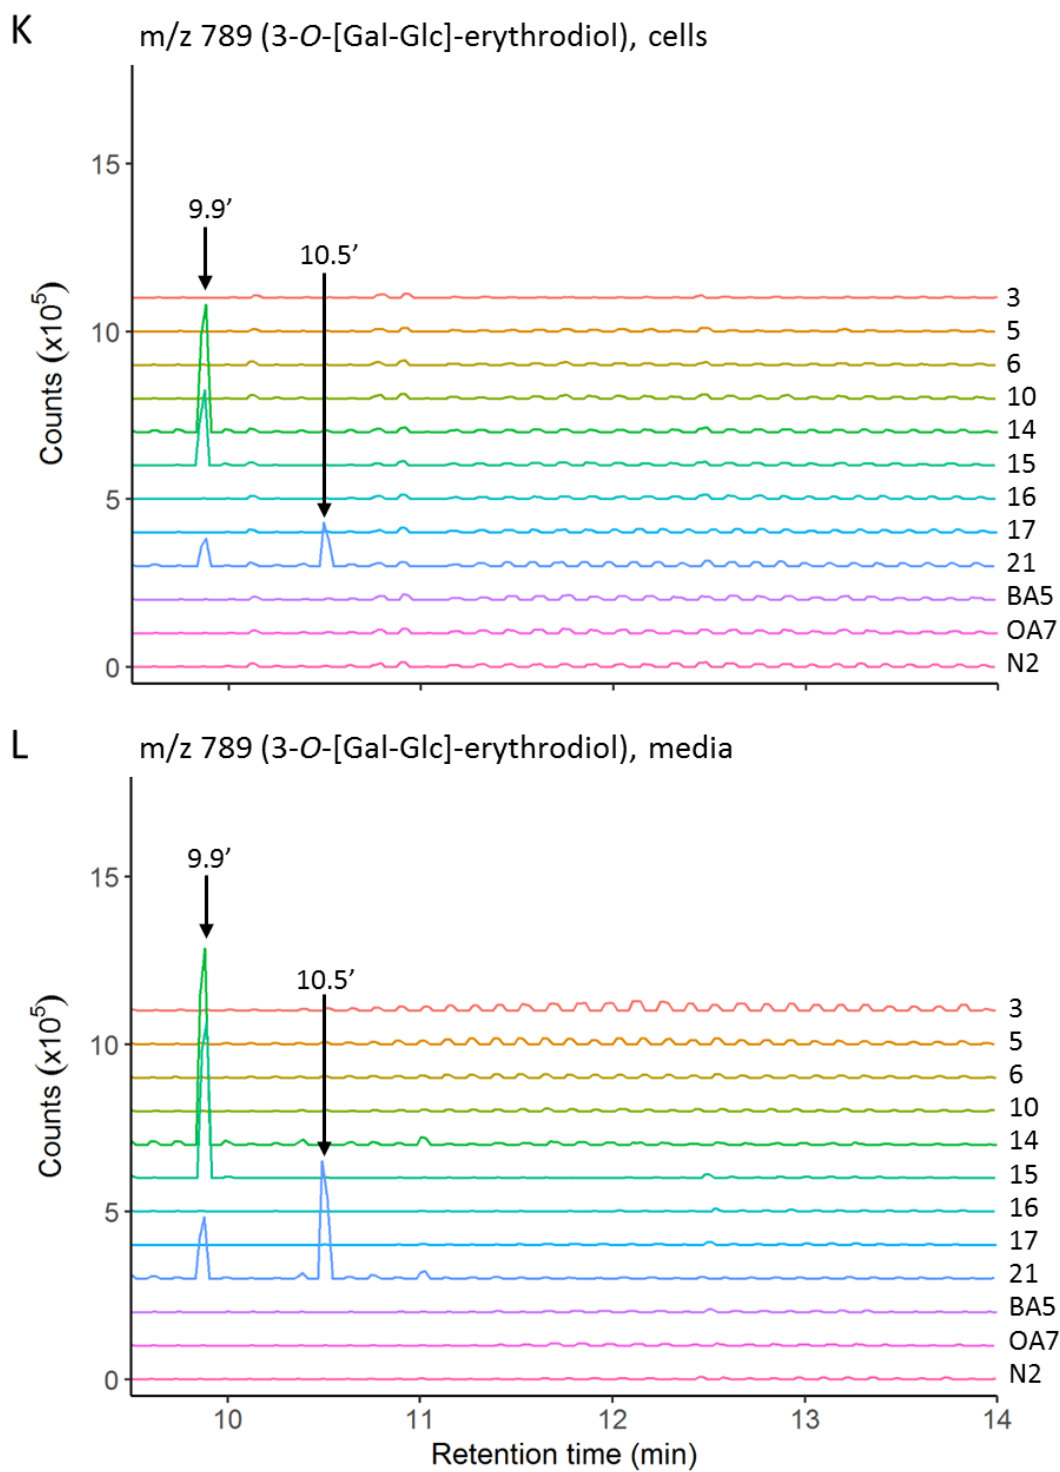 K
m/z 789 (3-O-[Gal-Glc]-erythrodiol), cells
15
9.9’
10.5’
3
10
5
6
10
14
15
5
16
17
21
BA5
OA7
0
N2
Counts (x10⁵)
L
m/z 789 (3-O-[Gal-Glc]-erythrodiol), media
15
9.9’
10.5’
3
10
5
6
10
14
15
5
16
17
21
BA5
OA7
0
N2
Counts (x10⁵)
10 11 12 13 14
Retention time (min)